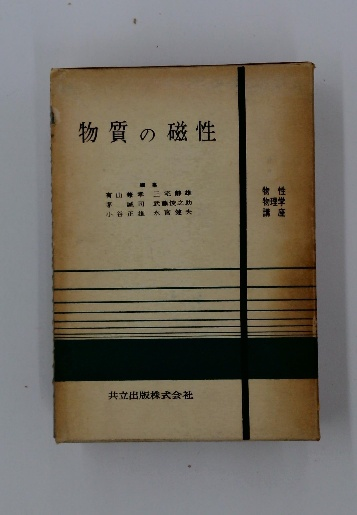 物質の磁性
編集
有山兼孝 三宅静雄
茅 誠司 武藤俊之助
小谷正雄 永宮健夫
物性
物理学
講座
共立出版株式会社